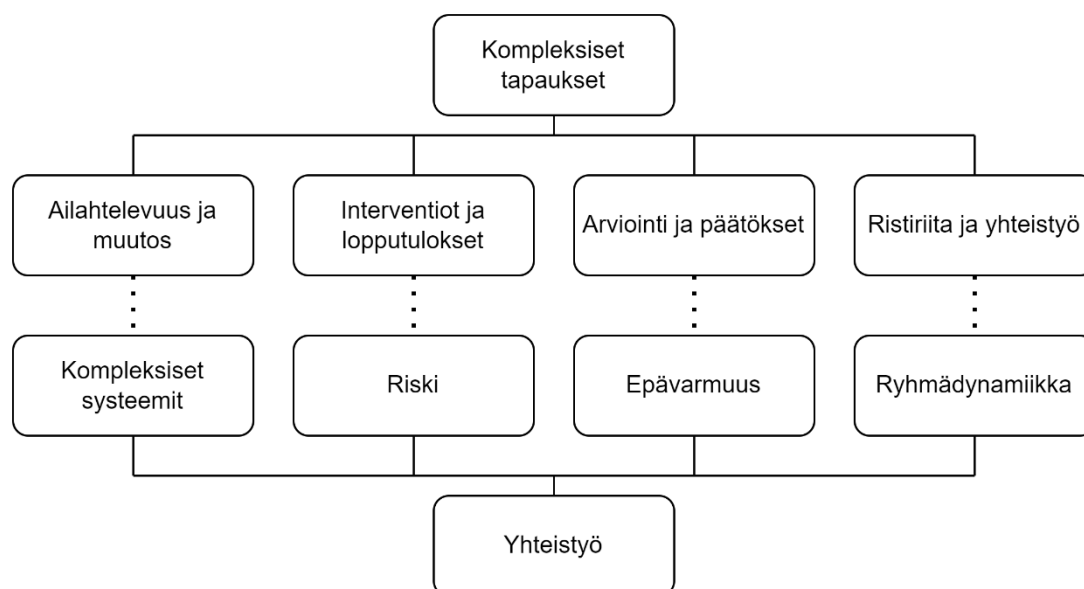 Kompleksiset
tapaukset
Ailahtelevuus ja
muutos
Interventiot ja
lopputulokset
Arviointi ja päätökset
Ristiriita ja yhteistyö
Kompleksiset
systeemit
Riski
Epävarmuus
Ryhmädynamiikka
Yhteistyö